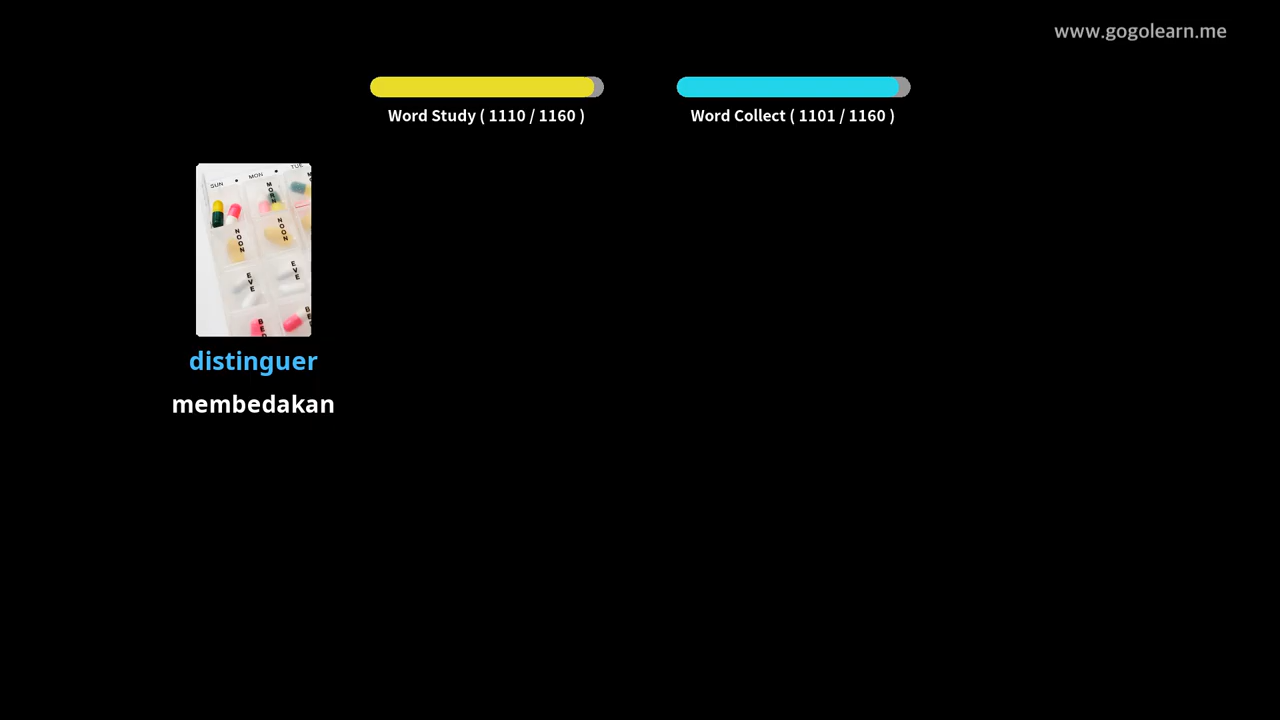 www.gogolearn.me
Word Study ( 1110 / 1160 )
Word Collect ( 1101 / 1160 )
SUN
MON
TUE
MORN
NOON
NOON
EVE
EVE
distinguer
membedakan